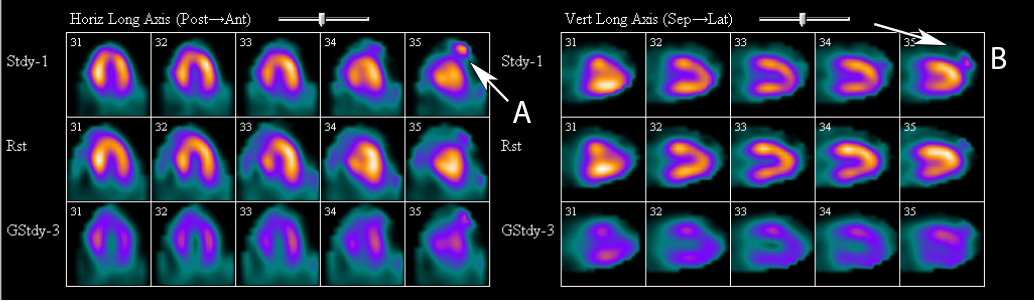 Horiz Long Axis (Post→Ant)
Vert Long Axis (Sep→Lat)
Stdy-1
31 32 33 34 35
A
Stdy-1
31 32 33 34 35
B
Rst
31 32 33 34 35
Rst
31 32 33 34 35
GStdy-3
31 32 33 34 35
GStdy-3
31 32 33 34 35